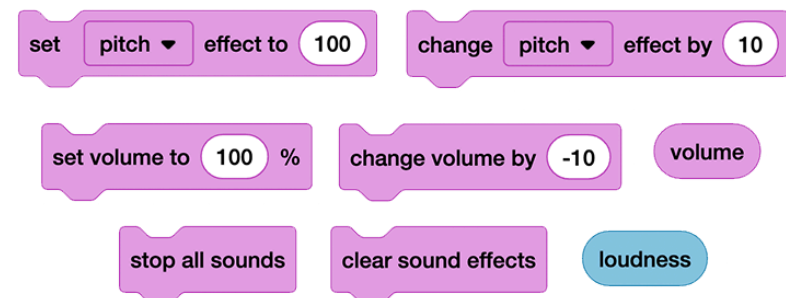 set pitch effect to 100 change pitch effect by 10
set volume to 100 % change volume by -10 volume
stop all sounds clear sound effects loudness